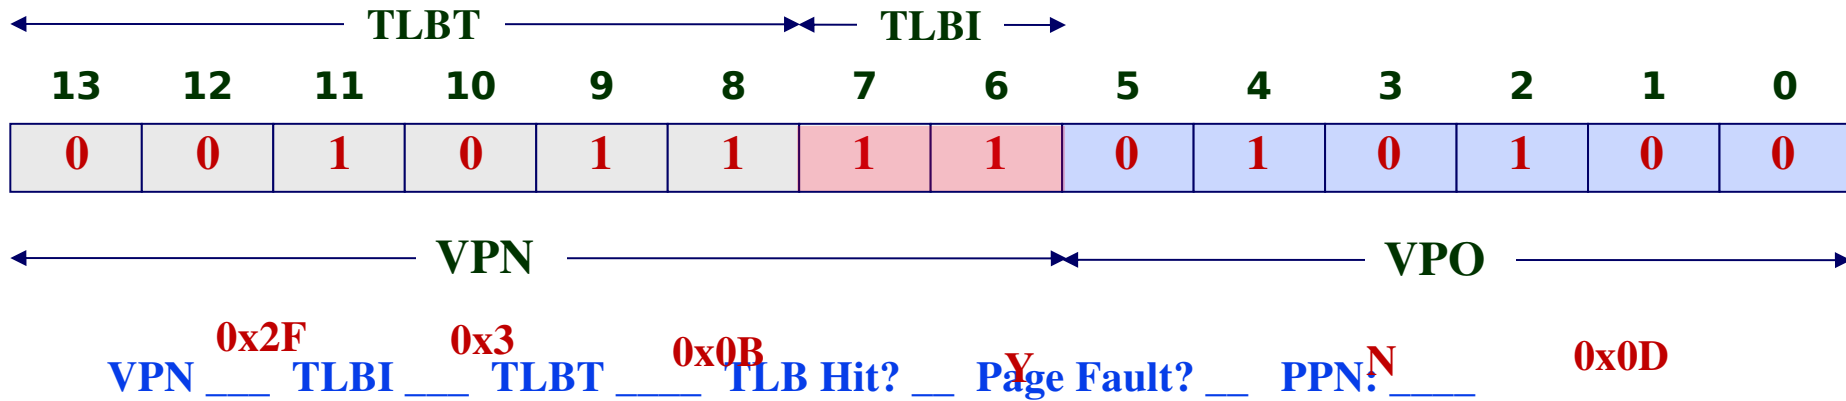 TLBT TLBI
13 12 11 10 9 8 7 6 5 4 3 2 1 0
0 0 1 0 1 1 1 1 0 1 0 1 0 0
VPN VPO
0x2F 0x3 0x0B Y N 0x0D
VPN ___ TLBI ___ TLBT ____ TLB Hit? __ Page Fault? __ PPN: ____